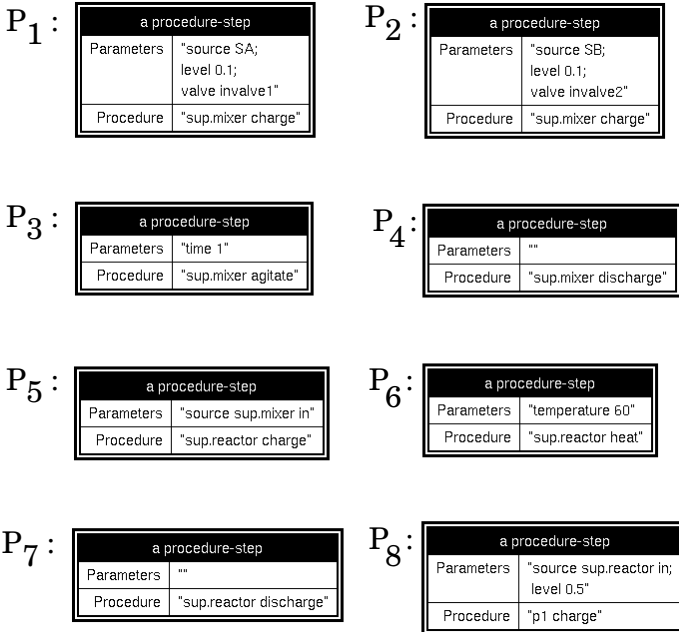 P1:
a procedure-step
Parameters "source SA;
level 0.1;
valve invalve1"
Procedure "sup.mixer charge"
P2:
a procedure-step
Parameters "source SB;
level 0.1;
valve invalve2"
Procedure "sup.mixer charge"
P3:
a procedure-step
Parameters "time 1"
Procedure "sup.mixer agitate"
P4:
a procedure-step
Parameters ""
Procedure "sup.mixer discharge"
P5:
a procedure-step
Parameters "source sup.mixer in"
Procedure "sup.reactor charge"
P6:
a procedure-step
Parameters "temperature 60"
Procedure "sup.reactor heat"
P7:
a procedure-step
Parameters ""
Procedure "sup.reactor discharge"
P8:
a procedure-step
Parameters "source sup.reactor in;
level 0.5"
Procedure "p1 charge"